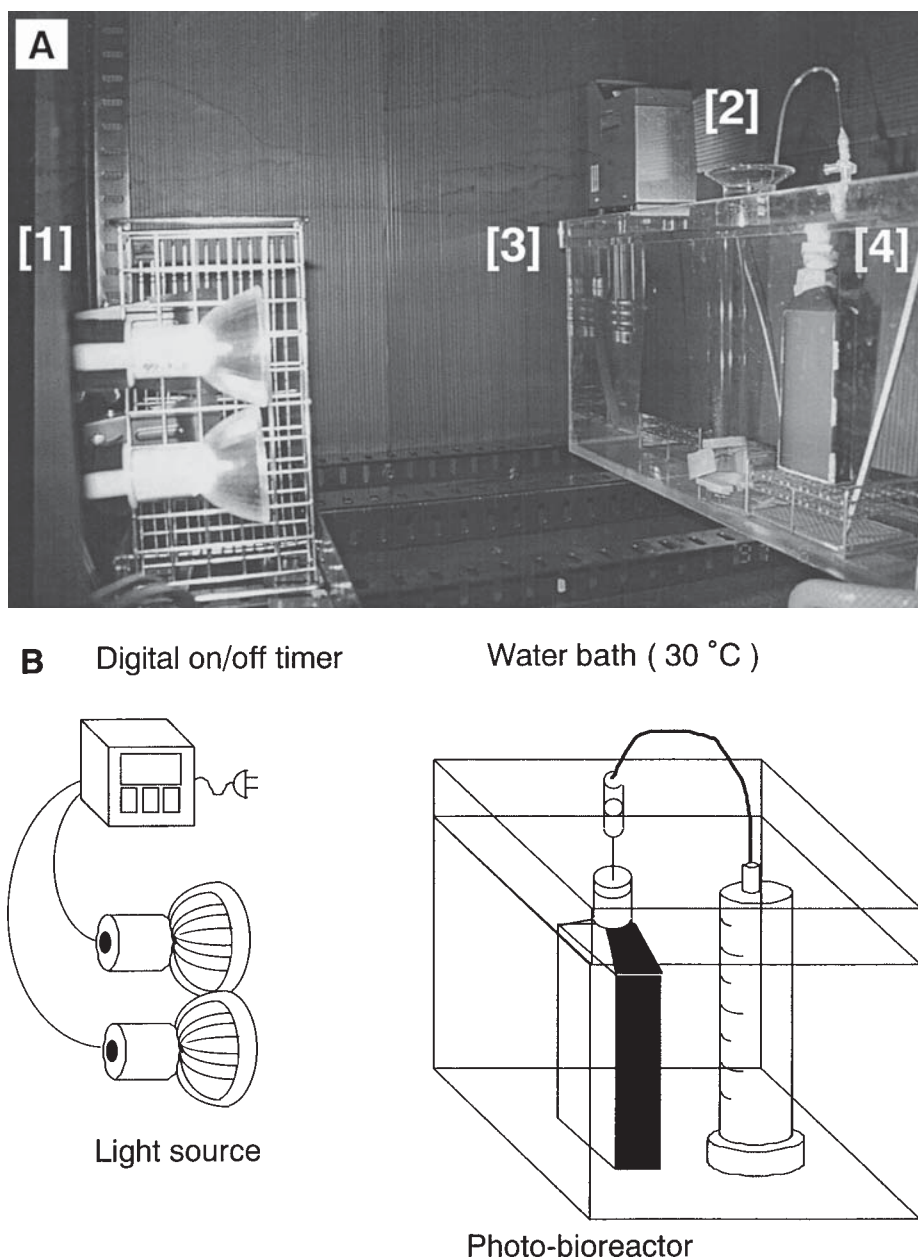 A
[1]
[2]
[3]
[4]
B Digital on/off timer Water bath ( 30 °C )
Light source
Photo-bioreactor